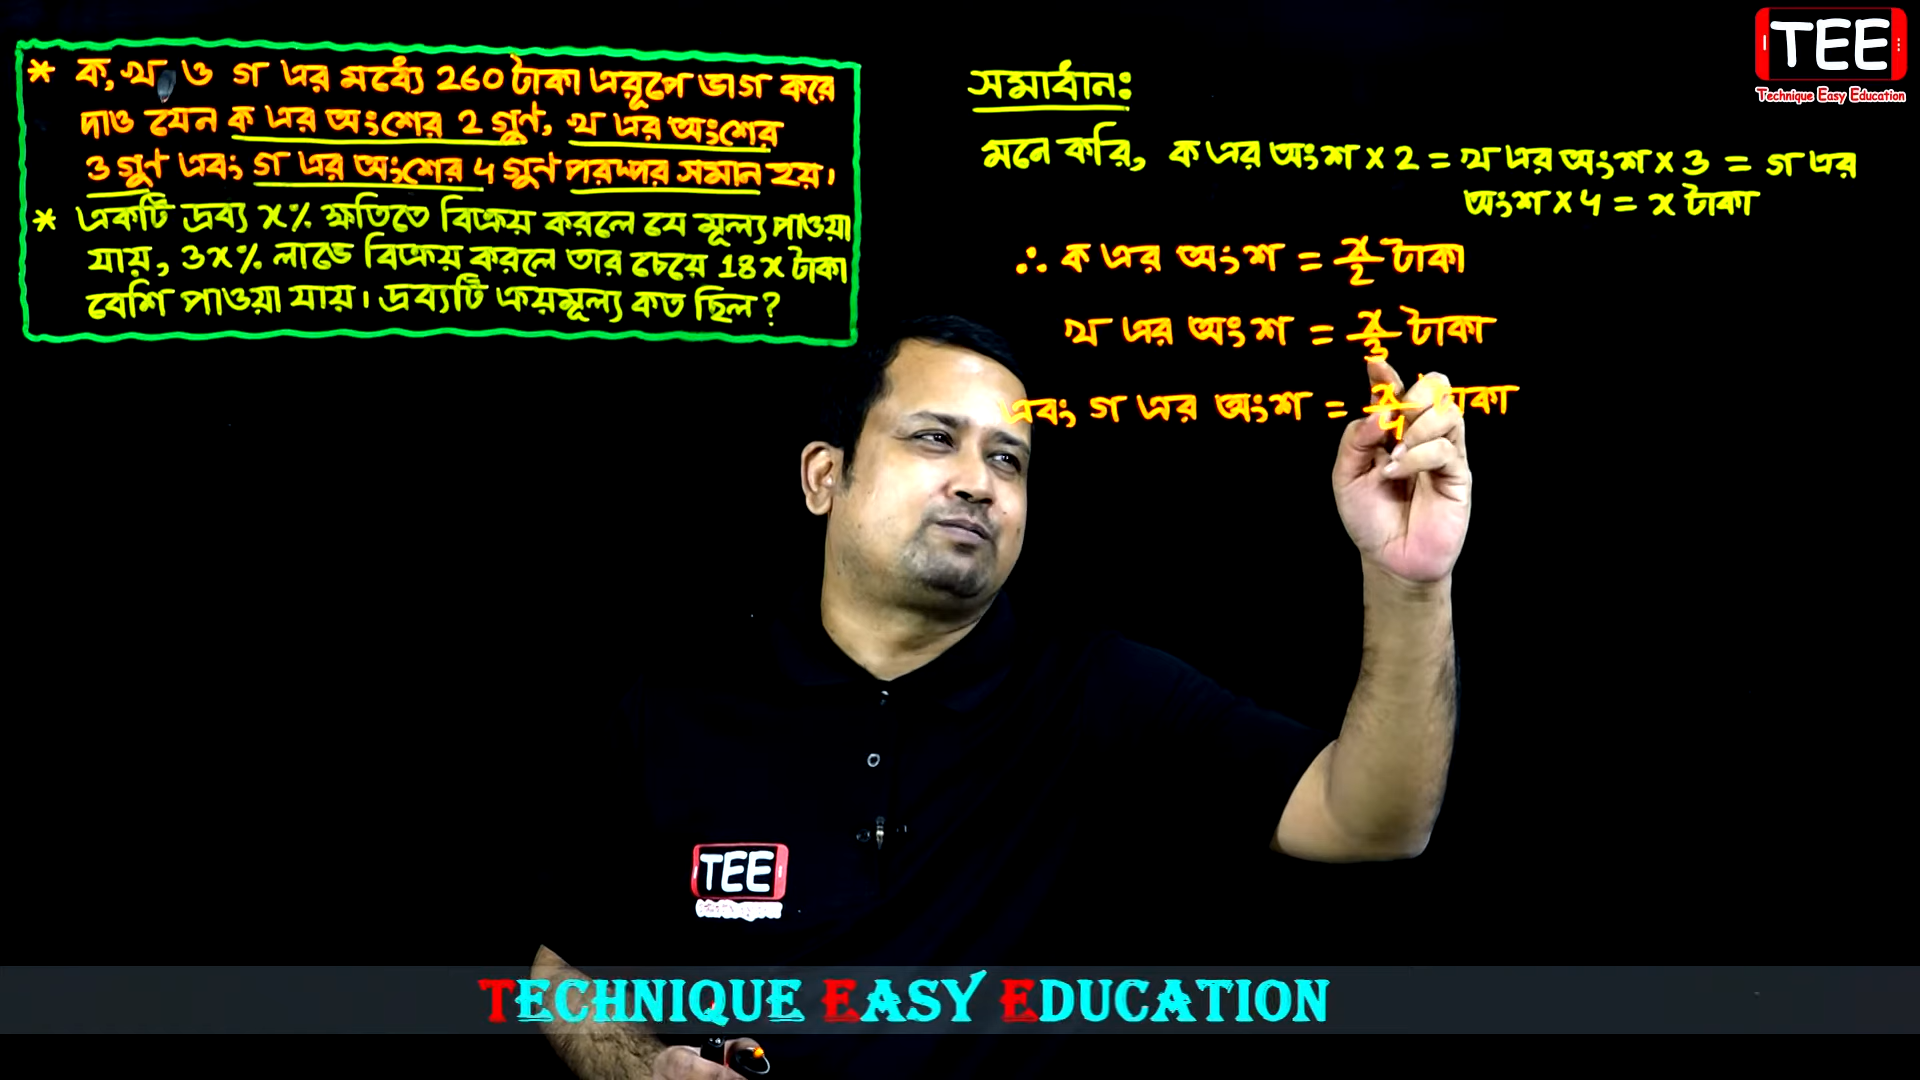 * ক, খ ও গ এর মধ্যে 260 টাকা এরূপে ভাগ করে
দাও যেন ক এর অংশের 2 গুণ, খ এর অংশের
3 গুণ এবং গ এর অংশের 4 গুণ পরস্পর সমান হয়।
* একটি দ্রব্য x% ক্ষতিতে বিক্রয় করলে যে মূল্য পাওয়া
যায়, 3x% লাভে বিক্রয় করলে তার চেয়ে 18x টাকা
বেশি পাওয়া যায়। দ্রব্যটি ক্রয়মূল্য কত ছিল?
সমাধান:
মনে করি, ক এর অংশ x 2 = খ এর অংশ x 3 = গ এর
অংশ x 4 = x টাকা
∴ ক এর অংশ = x/2 টাকা
খ এর অংশ = x/3 টাকা
এবং গ এর অংশ = x/4 টাকা
TEE
Technique Easy Education
TEE
TECHNIQUE EASY EDUCATION